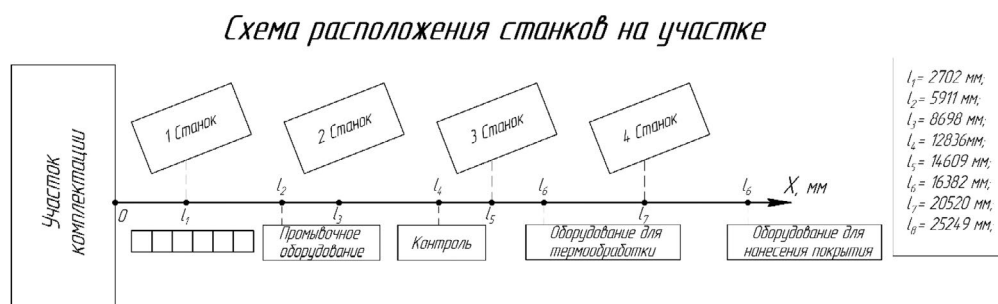 Схема расположения станков на участке
Участок
комплектации
1 Станок
2 Станок
3 Станок
4 Станок
l₂
l₄
l₆
l₆
X, мм
0
l₁
l₃
l₅
l₇
Промывочное
оборудование
Контроль
Оборудование для
термообработки
Оборудование для
нанесения покрытия
l₁= 2702 мм;
l₂= 5911 мм;
l₃= 8698 мм;
l₄= 12836мм;
l₅= 14609 мм;
l₆= 16382 мм;
l₇= 20520 мм;
l₈= 25249 мм,